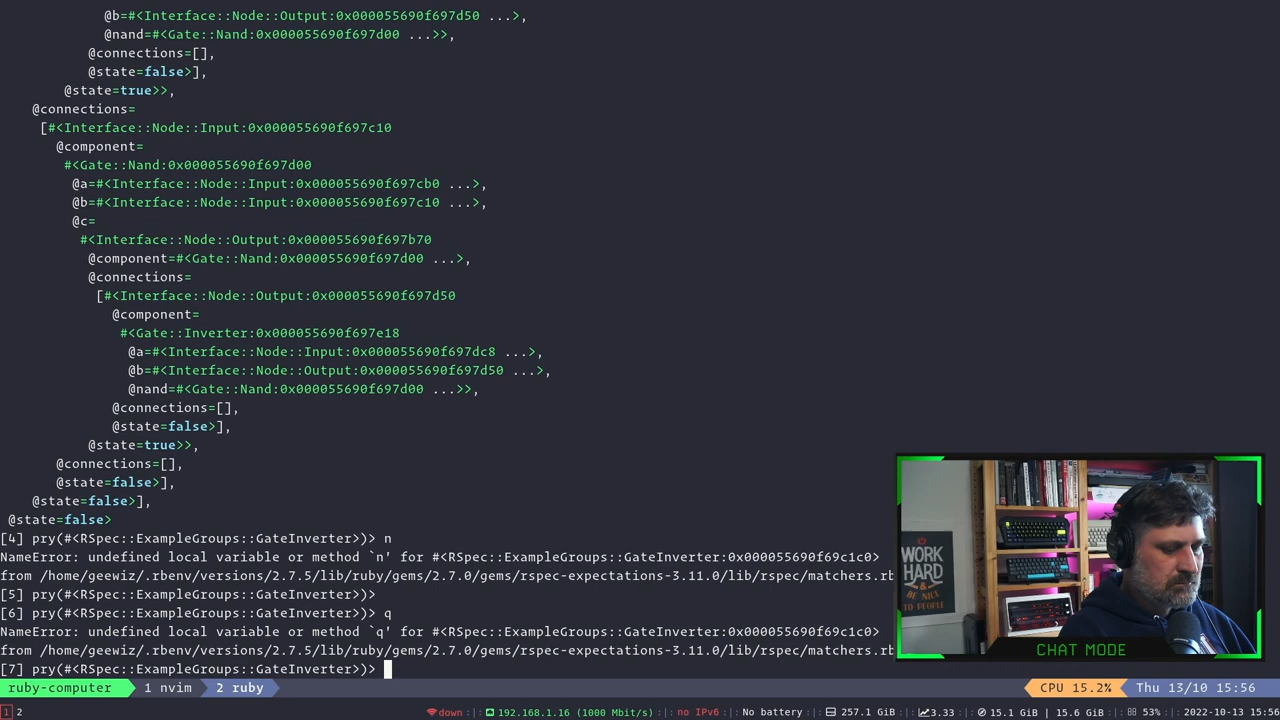 @b=#<Interface::Node::Output:0x000055690f697d50 ...>,
@nand=#<Gate::Nand:0x000055690f697d00 ...>>,
@connections=[],
@state=false>],
@state=true>>,
@connections=
[#<Interface::Node::Input:0x000055690f697c10
@component=
#<Gate::Nand:0x000055690f697d00
@a=#<Interface::Node::Input:0x000055690f697cb0 ...>,
@b=#<Interface::Node::Input:0x000055690f697c10 ...>,
@c=
#<Interface::Node::Output:0x000055690f697b70
@component=#<Gate::Nand:0x000055690f697d00 ...>,
@connections=
[#<Interface::Node::Output:0x000055690f697d50
@component=
#<Gate::Inverter:0x000055690f697e18
@a=#<Interface::Node::Input:0x000055690f697dc8 ...>,
@b=#<Interface::Node::Output:0x000055690f697d50 ...>,
@nand=#<Gate::Nand:0x000055690f697d00 ...>>,
@connections=[],
@state=false>],
@state=true>>,
@connections=[],
@state=false>],
@state=false>],
@state=false>
[4] pry(#<RSpec::ExampleGroups::GateInverter>)> n
NameError: undefined local variable or method `n' for #<RSpec::ExampleGroups::GateInverter:0x000055690f69c1c0>
from /home/geewiz/.rbenv/versions/2.7.5/lib/ruby/gems/2.7.0/gems/rspec-expectations-3.11.0/lib/rspec/matchers.rb
[5] pry(#<RSpec::ExampleGroups::GateInverter>)>
[6] pry(#<RSpec::ExampleGroups::GateInverter>)> q
NameError: undefined local variable or method `q' for #<RSpec::ExampleGroups::GateInverter:0x000055690f69c1c0>
from /home/geewiz/.rbenv/versions/2.7.5/lib/ruby/gems/2.7.0/gems/rspec-expectations-3.11.0/lib/rspec/matchers.rb
[7] pry(#<RSpec::ExampleGroups::GateInverter>)>
WORK
HARD
& BE NICE
TO PEOPLE
CHAT MODE
ruby-computer 1 nvim 2 ruby CPU 15.2% Thu 13/10 15:56
1 2 down :|: 192.168.1.16 (1000 Mbit/s) :|: no IPv6 :|: No battery :|: 257.1 GiB :|: 3.33 :|: 15.1 GiB | 15.6 GiB :|: 53% :|: 2022-10-13 15:56